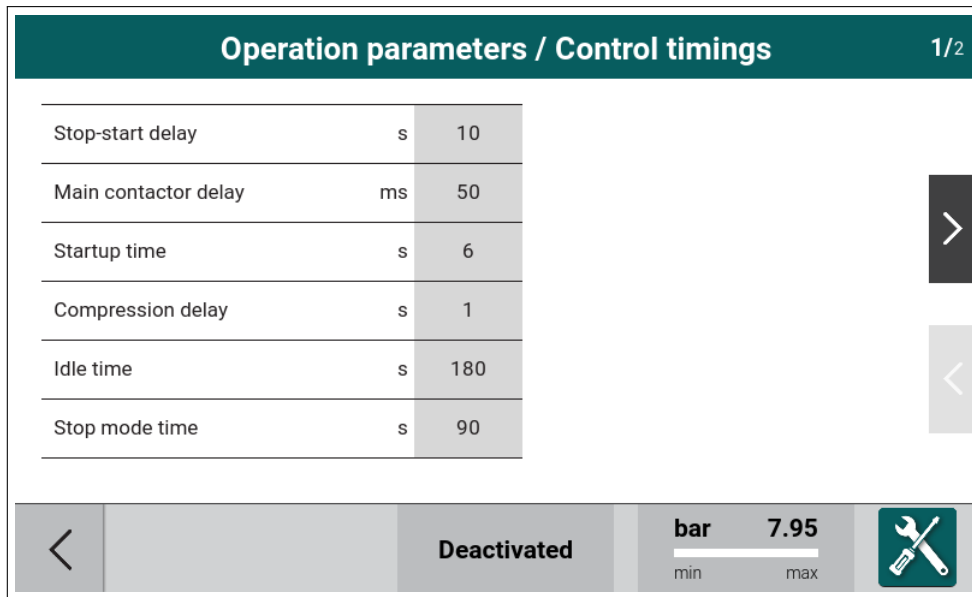 Operation parameters / Control timings 1/2
Stop-start delay s 10
Main contactor delay ms 50
Startup time s 6
Compression delay s 1
Idle time s 180
Stop mode time s 90
Deactivated
bar 7.95
min max